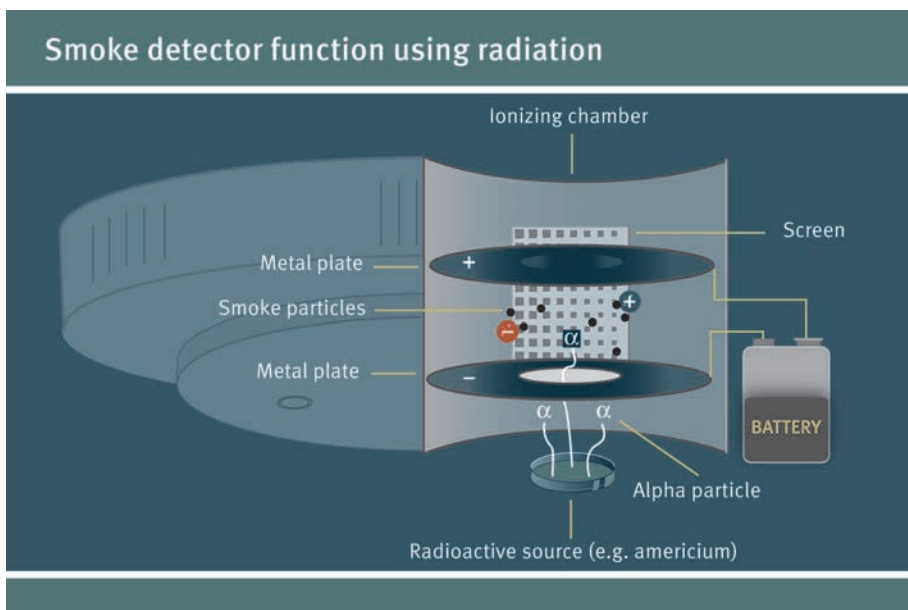 Smoke detector function using radiation
Ionizing chamber
Screen
Metal plate
+
Smoke particles
+
-
α
Metal plate
–
α
α
BATTERY
Alpha particle
Radioactive source (e.g. americium)